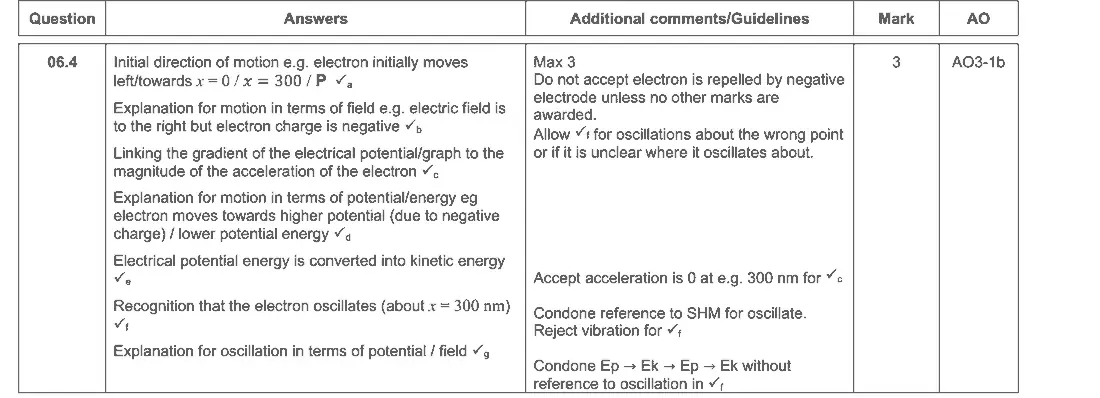 Question Answers Additional comments/Guidelines Mark AO
06.4 Initial direction of motion e.g. electron initially moves
left/towards x = 0 / x = 300 / P ✓a
Explanation for motion in terms of field e.g. electric field is
to the right but electron charge is negative ✓b
Linking the gradient of the electrical potential/graph to the
magnitude of the acceleration of the electron ✓c
Explanation for motion in terms of potential/energy eg
electron moves towards higher potential (due to negative
charge) / lower potential energy ✓d
Electrical potential energy is converted into kinetic energy
✓e
Recognition that the electron oscillates (about x = 300 nm)
✓f
Explanation for oscillation in terms of potential / field ✓g
Max 3
Do not accept electron is repelled by negative
electrode unless no other marks are
awarded.
Allow ✓f for oscillations about the wrong point
or if it is unclear where it oscillates about.
Accept acceleration is 0 at e.g. 300 nm for ✓c
Condone reference to SHM for oscillate.
Reject vibration for ✓f
Condone Ep → Ek → Ep → Ek without
reference to oscillation in ✓f
3
AO3-1b